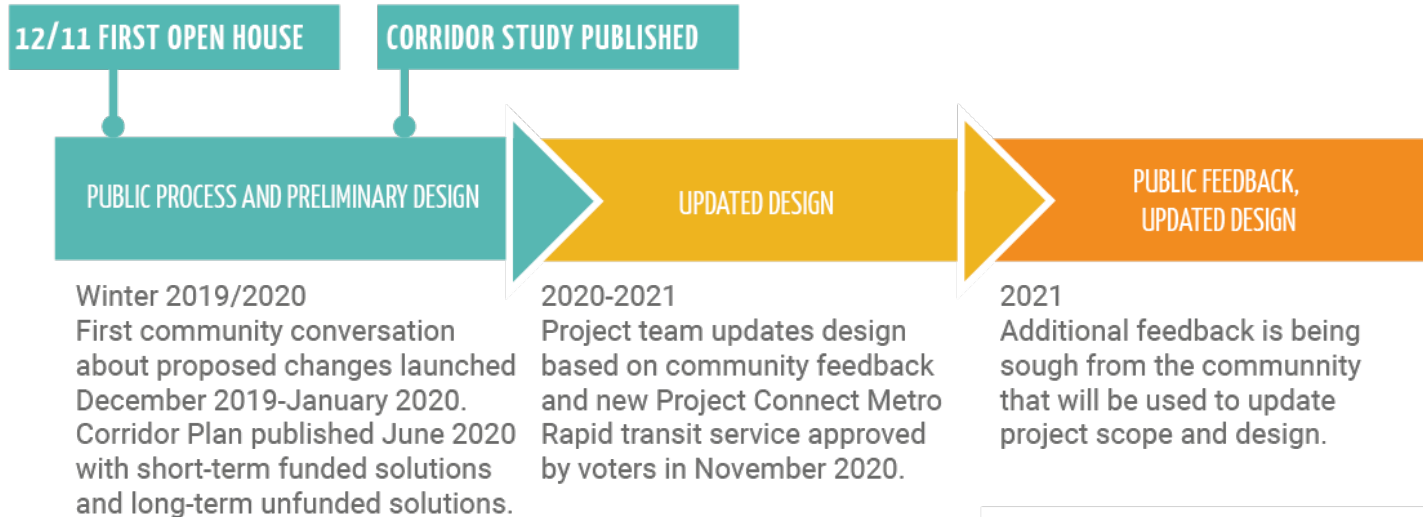 12/11 FIRST OPEN HOUSE
CORRIDOR STUDY PUBLISHED
PUBLIC PROCESS AND PRELIMINARY DESIGN
UPDATED DESIGN
PUBLIC FEEDBACK,
UPDATED DESIGN
Winter 2019/2020
First community conversation
about proposed changes launched
December 2019-January 2020.
Corridor Plan published June 2020
with short-term funded solutions
and long-term unfunded solutions.
2020-2021
Project team updates design
based on community feedback
and new Project Connect Metro
Rapid transit service approved
by voters in November 2020.
2021
Additional feedback is being
sough from the communnity
that will be used to update
project scope and design.